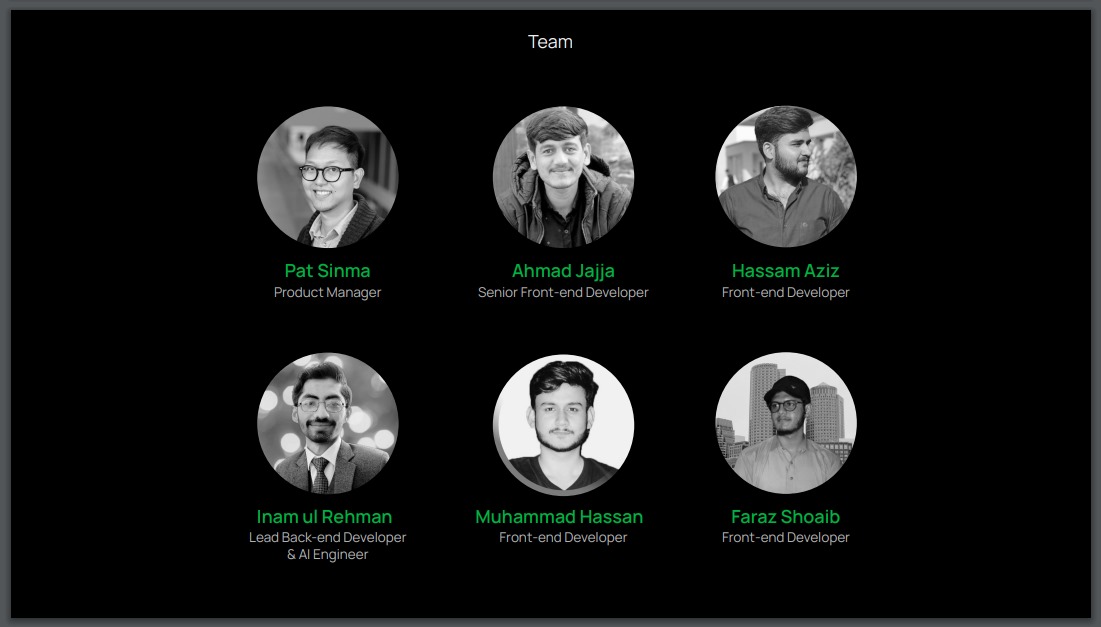 Team
Pat Sinma
Product Manager
Ahmad Jajja
Senior Front-end Developer
Hassam Aziz
Front-end Developer
Inam ul Rehman
Lead Back-end Developer
& AI Engineer
Muhammad Hassan
Front-end Developer
Faraz Shoaib
Front-end Developer